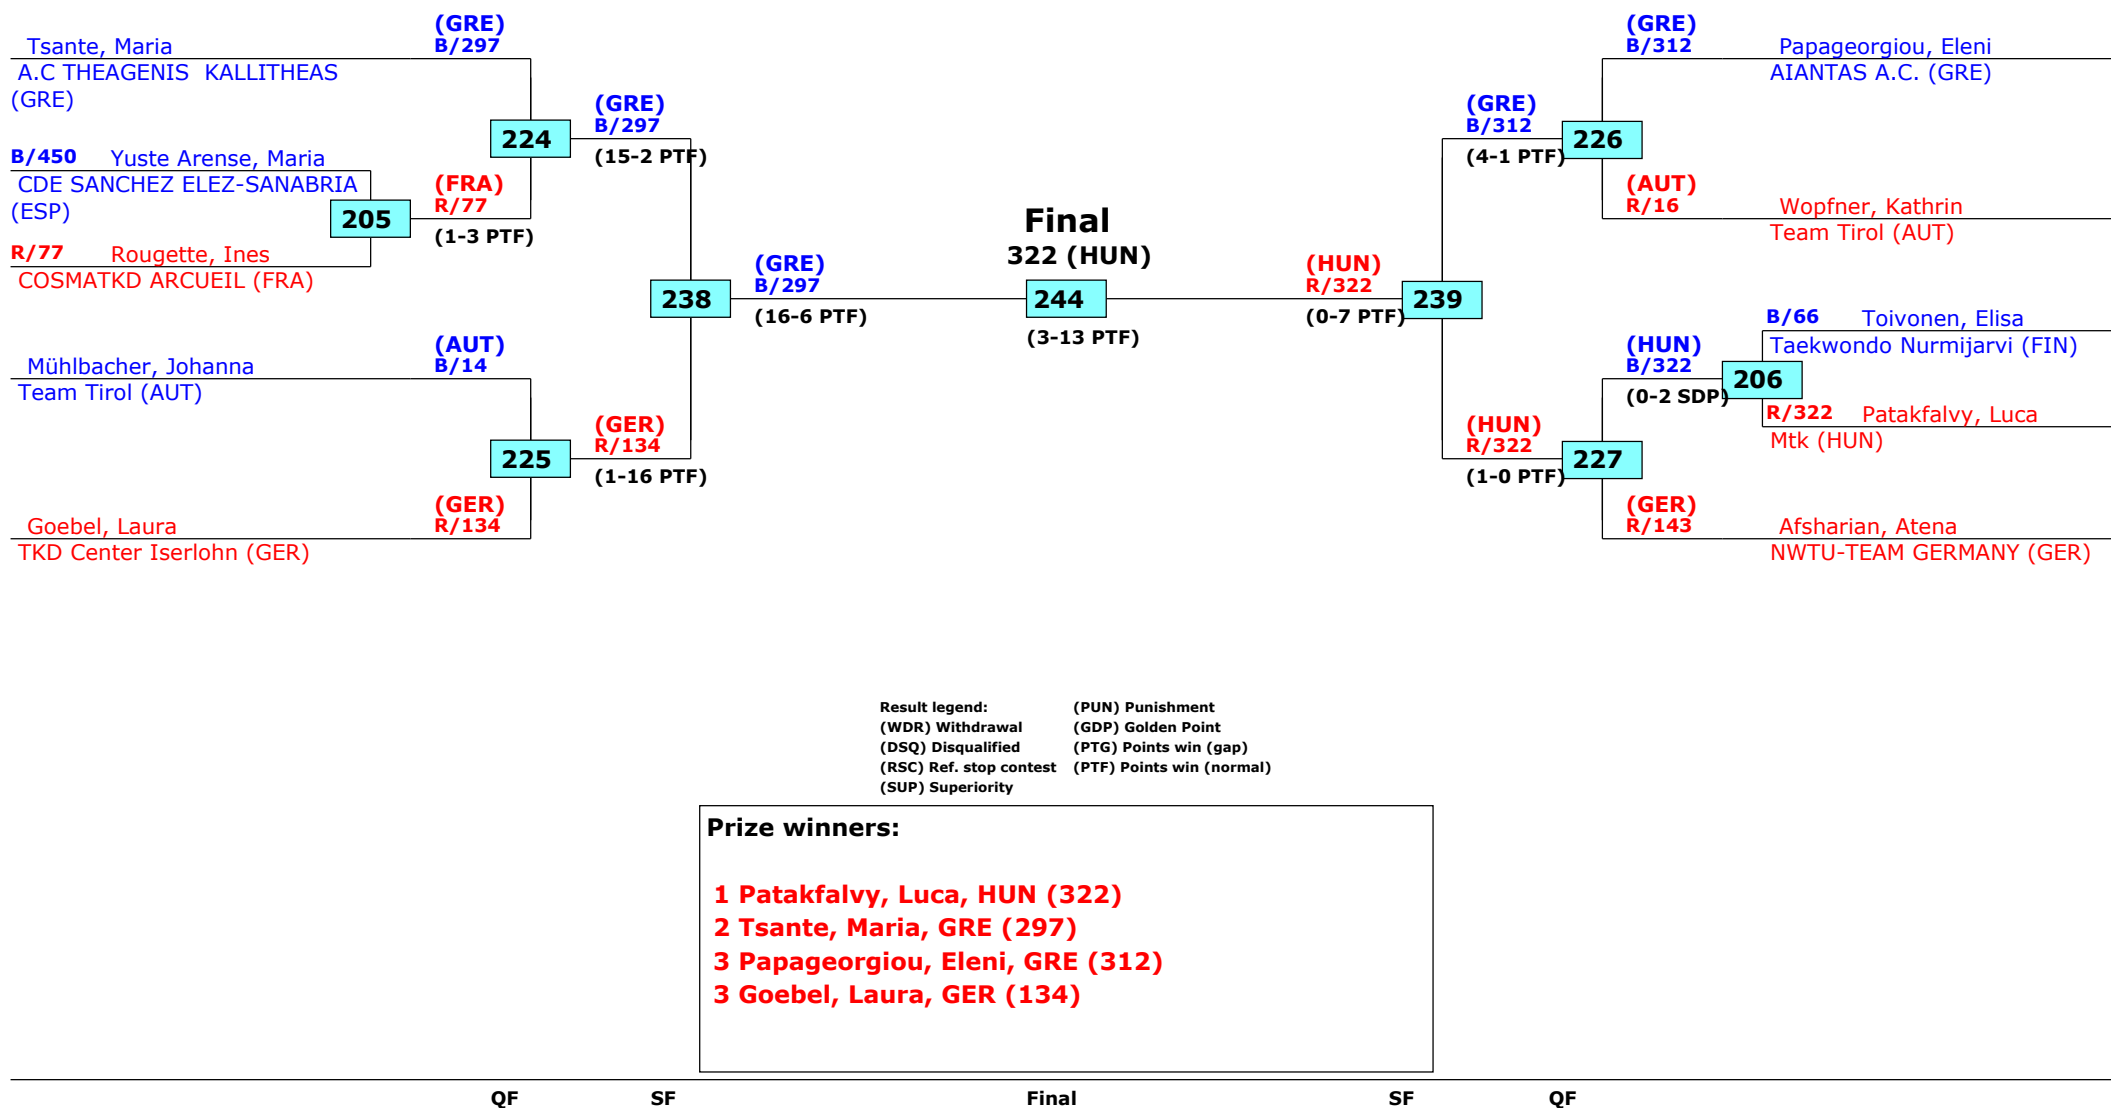 (GRE)
Tsante, Maria
B/297
A.C THEAGENIS  KALLITHEAS
(GRE)
(GRE)
B/297
224
(15-2 PTF)
B/450 Yuste Arense, Maria
CDE SANCHEZ ELEZ-SANABRIA
(ESP)
(FRA)
R/77
205
(1-3 PTF)
R/77 Rougette, Ines
COSMATKD ARCUEIL (FRA)
(GRE)
B/297
238
(16-6 PTF)
(AUT)
Mühlbacher, Johanna
B/14
Team Tirol (AUT)
(GER)
R/134
225
(1-16 PTF)
(GER)
Goebel, Laura
R/134
TKD Center Iserlohn (GER)
Final
322 (HUN)
244
(3-13 PTF)
(GRE)
B/312
Papageorgiou, Eleni
AIANTAS A.C. (GRE)
(GRE)
B/312
226
(4-1 PTF)
(AUT)
R/16
Wopfner, Kathrin
Team Tirol (AUT)
(HUN)
R/322
239
(0-7 PTF)
B/66 Toivonen, Elisa
Taekwondo Nurmijarvi (FIN)
(HUN)
B/322
206
(0-2 SDP)
R/322 Patakfalvy, Luca
Mtk (HUN)
(HUN)
R/322
227
(1-0 PTF)
(GER)
R/143
Afsharian, Atena
NWTU-TEAM GERMANY (GER)
Result legend: (PUN) Punishment
(WDR) Withdrawal (GDP) Golden Point
(DSQ) Disqualified (PTG) Points win (gap)
(RSC) Ref. stop contest (PTF) Points win (normal)
(SUP) Superiority
Prize winners:
1 Patakfalvy, Luca, HUN (322)
2 Tsante, Maria, GRE (297)
3 Papageorgiou, Eleni, GRE (312)
3 Goebel, Laura, GER (134)
QF SF Final SF QF